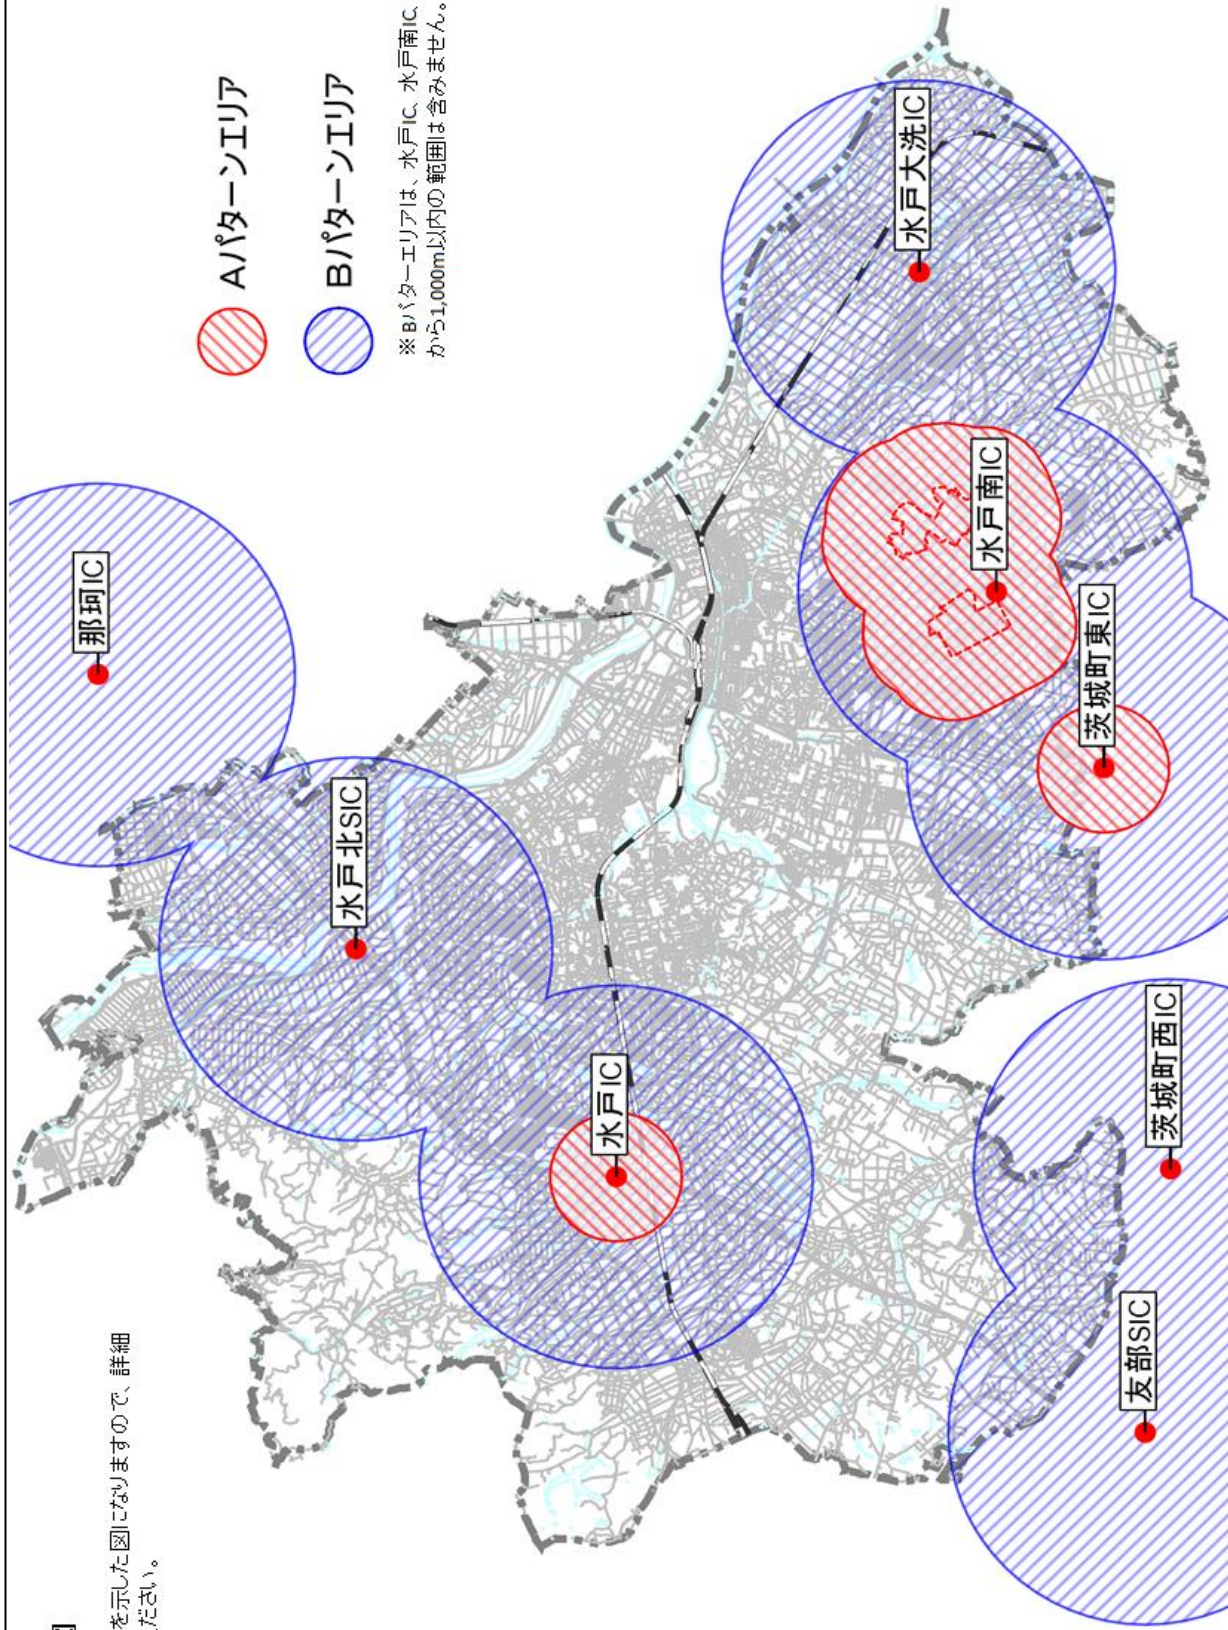 を示した図になりますので、詳細
ださい。
Aパターンエリア
Bパターンエリア
※Bパターエリアは、水戸IC、水戸南IC、
から1,000m以内の範囲は含みません。
那珂IC
水戸北SIC
水戸IC
水戸大洗IC
水戸南IC
茨城町東IC
茨城町西IC
友部SIC